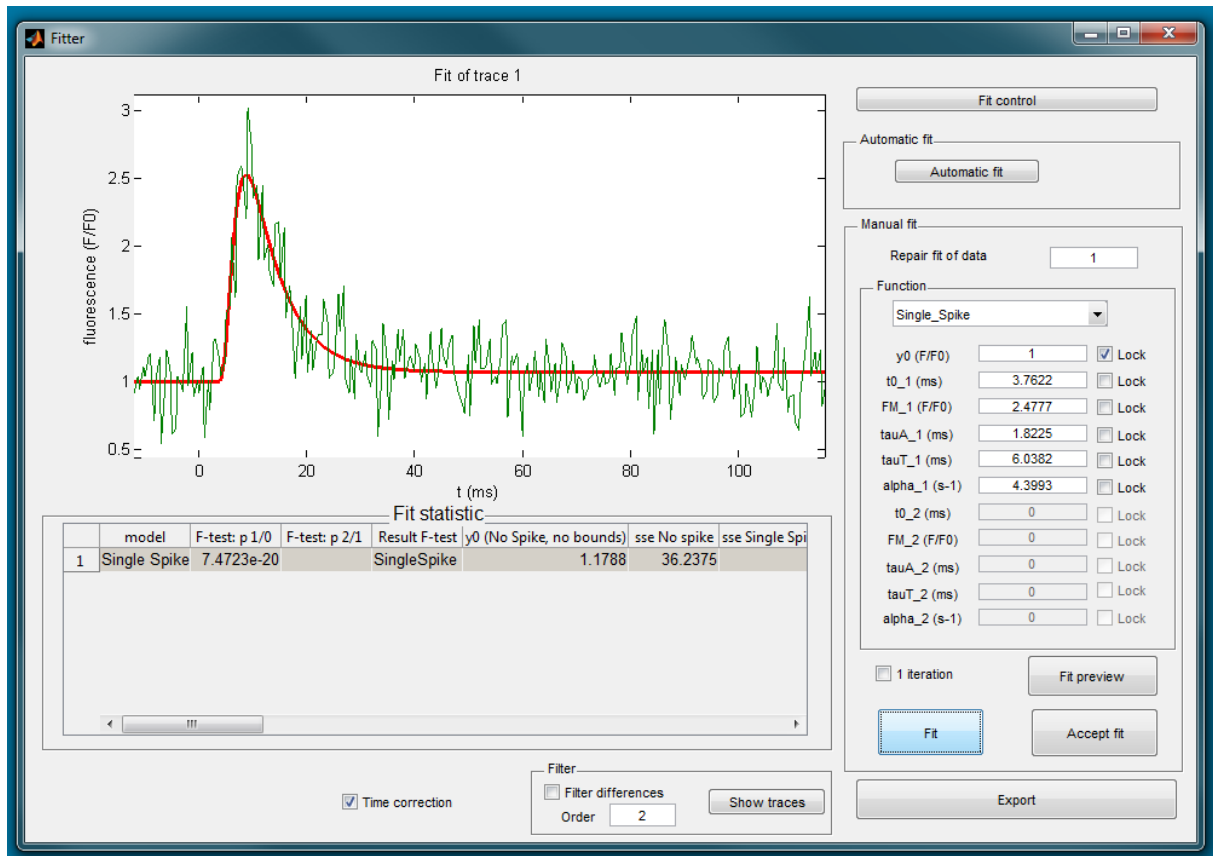 Fitter
Fit of trace 1
3
2.5
2
1.5
1
0.5
fluorescence (F/F0)
0 20 40 60 80 100
t (ms)
Fit statistic
model F-test: p 1/0 F-test: p 2/1 Result F-test y0 (No Spike, no bounds) sse No spike sse Single Spi
1 Single Spike 7.4723e-20 SingleSpike 1.1788 36.2375
Time correction
Filter
Filter differences
Order 2
Show traces
Fit control
Automatic fit
Automatic fit
Manual fit
Repair fit of data 1
Function
Single_Spike
y0 (F/F0) 1 Lock
t0_1 (ms) 3.7622 Lock
FM_1 (F/F0) 2.4777 Lock
tauA_1 (ms) 1.8225 Lock
tauT_1 (ms) 6.0382 Lock
alpha_1 (s-1) 4.3993 Lock
t0_2 (ms) 0 Lock
FM_2 (F/F0) 0 Lock
tauA_2 (ms) 0 Lock
tauT_2 (ms) 0 Lock
alpha_2 (s-1) 0 Lock
1 iteration
Fit preview
Fit
Accept fit
Export